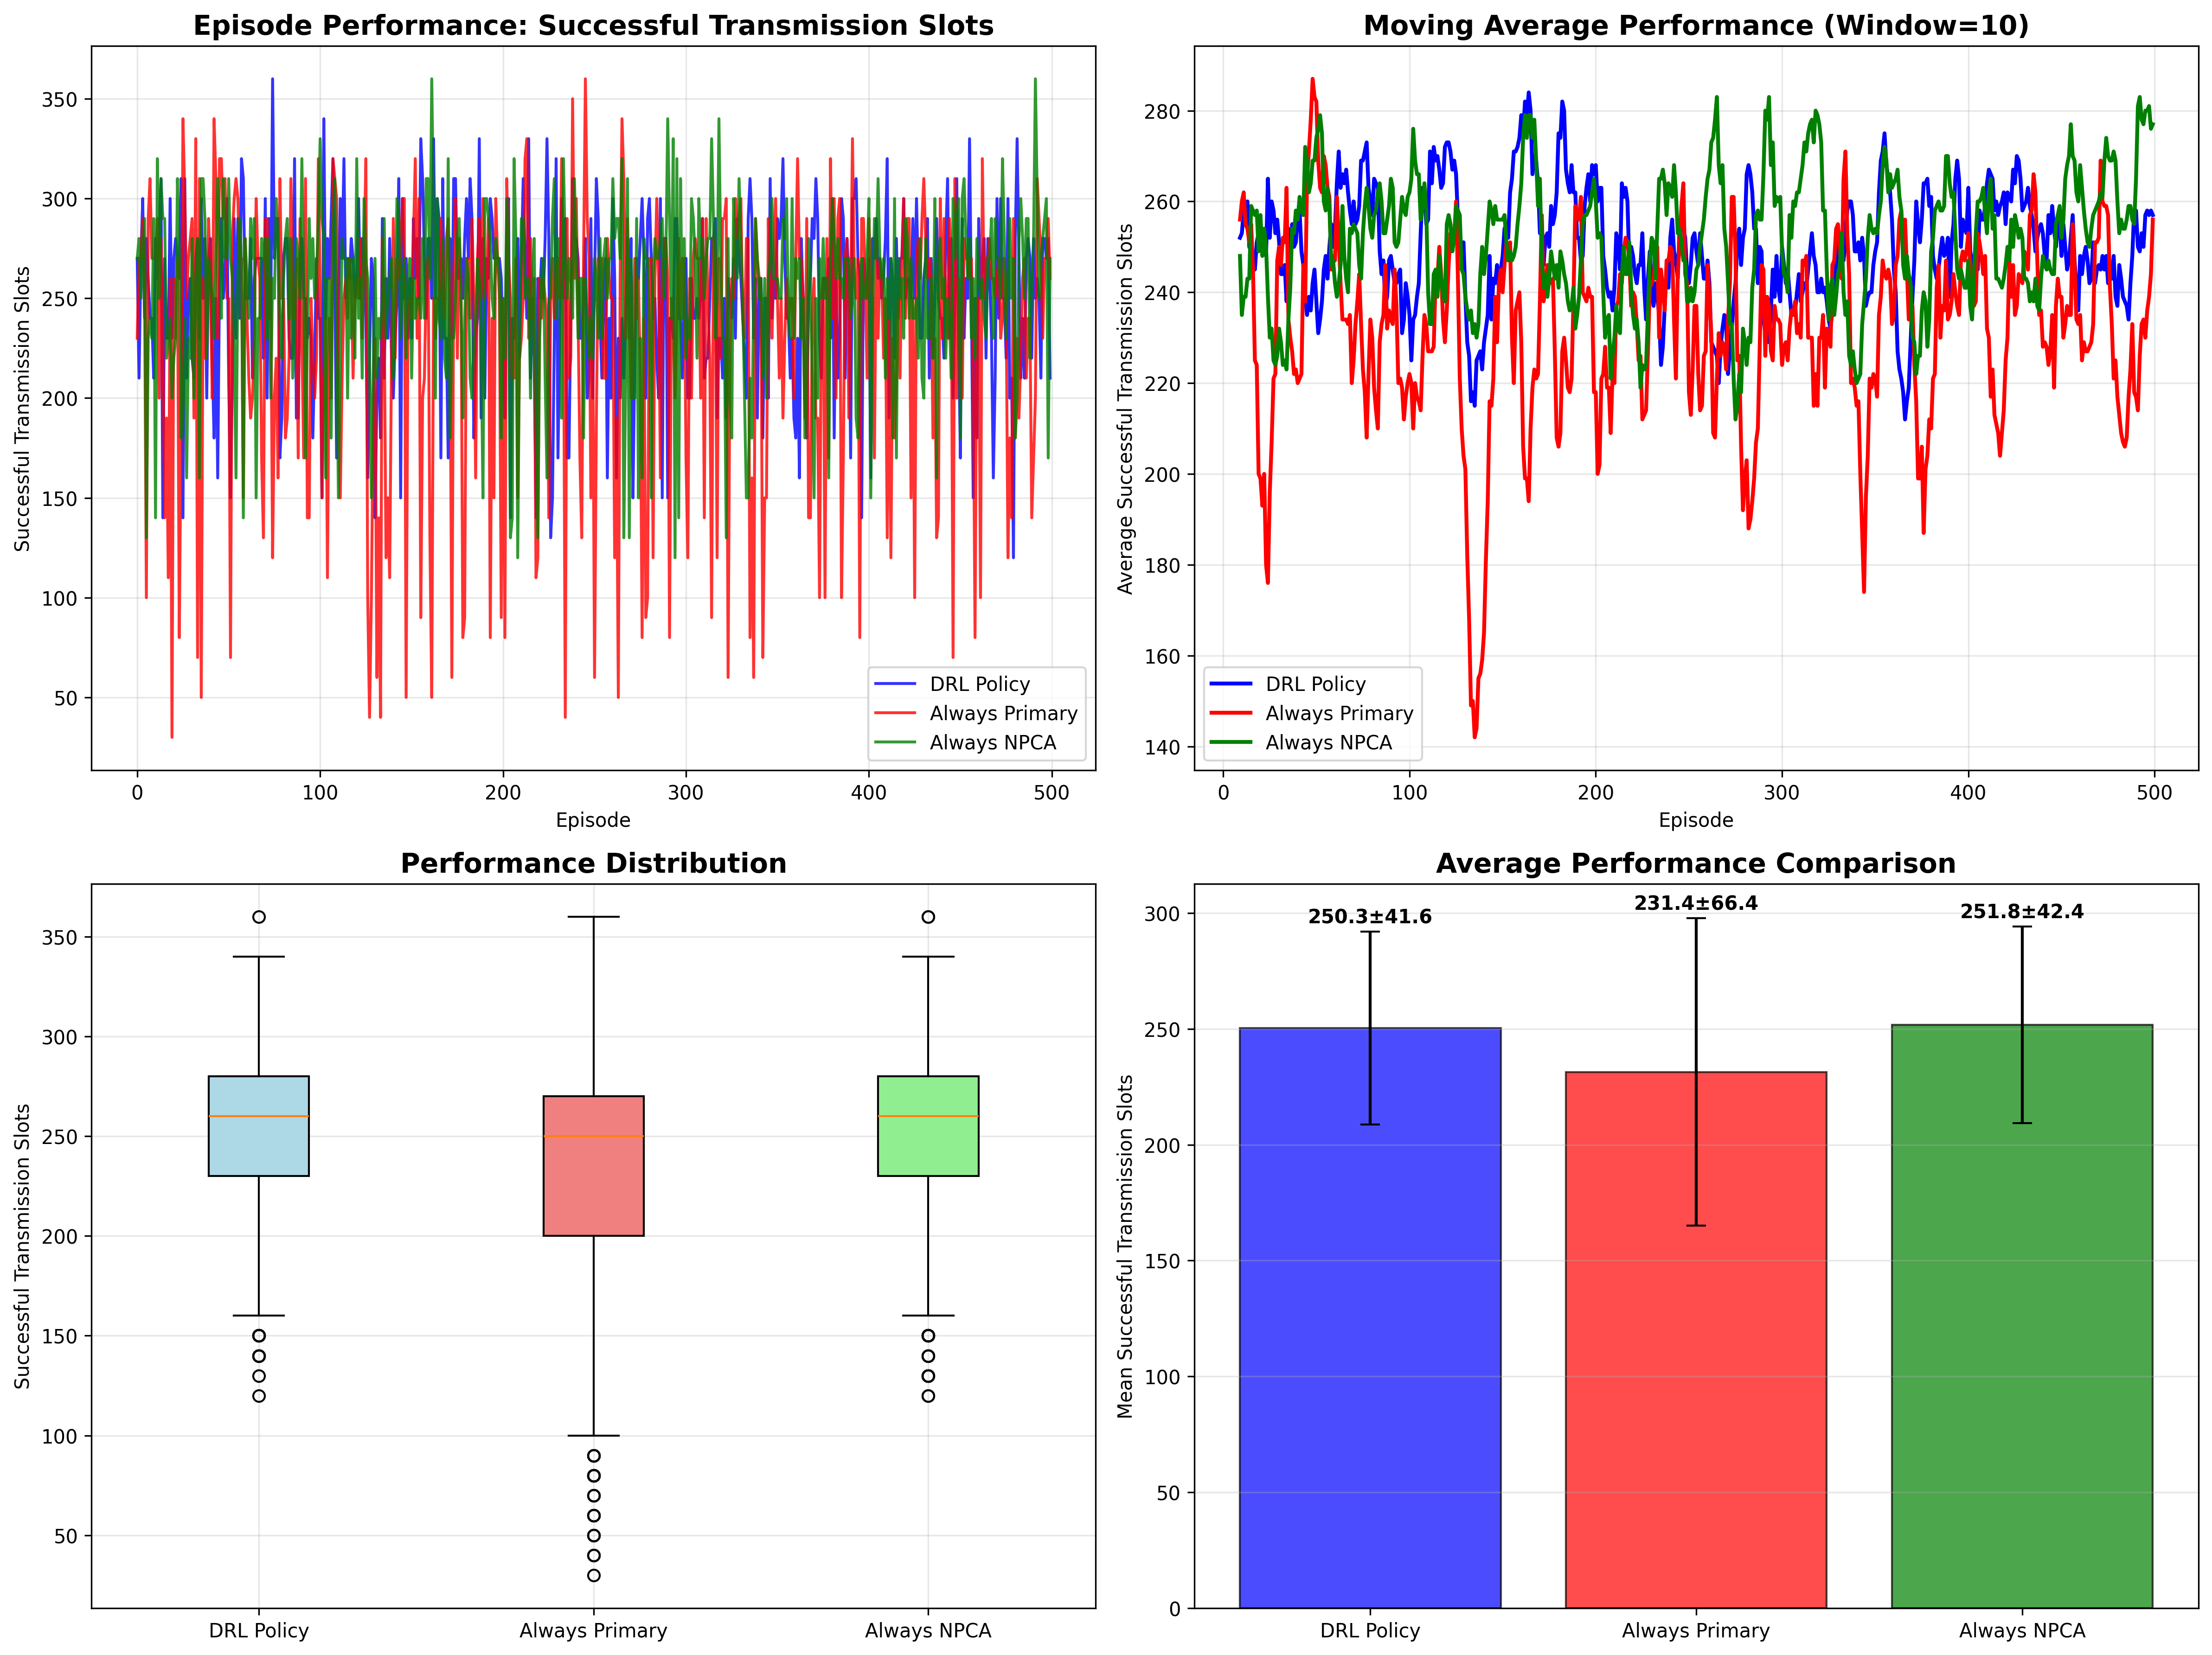 Episode Performance: Successful Transmission Slots
Successful Transmission Slots
350
300
250
200
150
100
50
DRL Policy
Always Primary
Always NPCA
0
100
200
300
400
500
Episode
Moving Average Performance (Window=10)
Average Successful Transmission Slots
280
260
240
220
200
180
160
140
DRL Policy
Always Primary
Always NPCA
0
100
200
300
400
500
Episode
Performance Distribution
Successful Transmission Slots
350
300
250
200
150
100
50
DRL Policy
Always Primary
Always NPCA
Average Performance Comparison
Mean Successful Transmission Slots
300
250
200
150
100
50
0
250.3±41.6
231.4±66.4
251.8±42.4
DRL Policy
Always Primary
Always NPCA